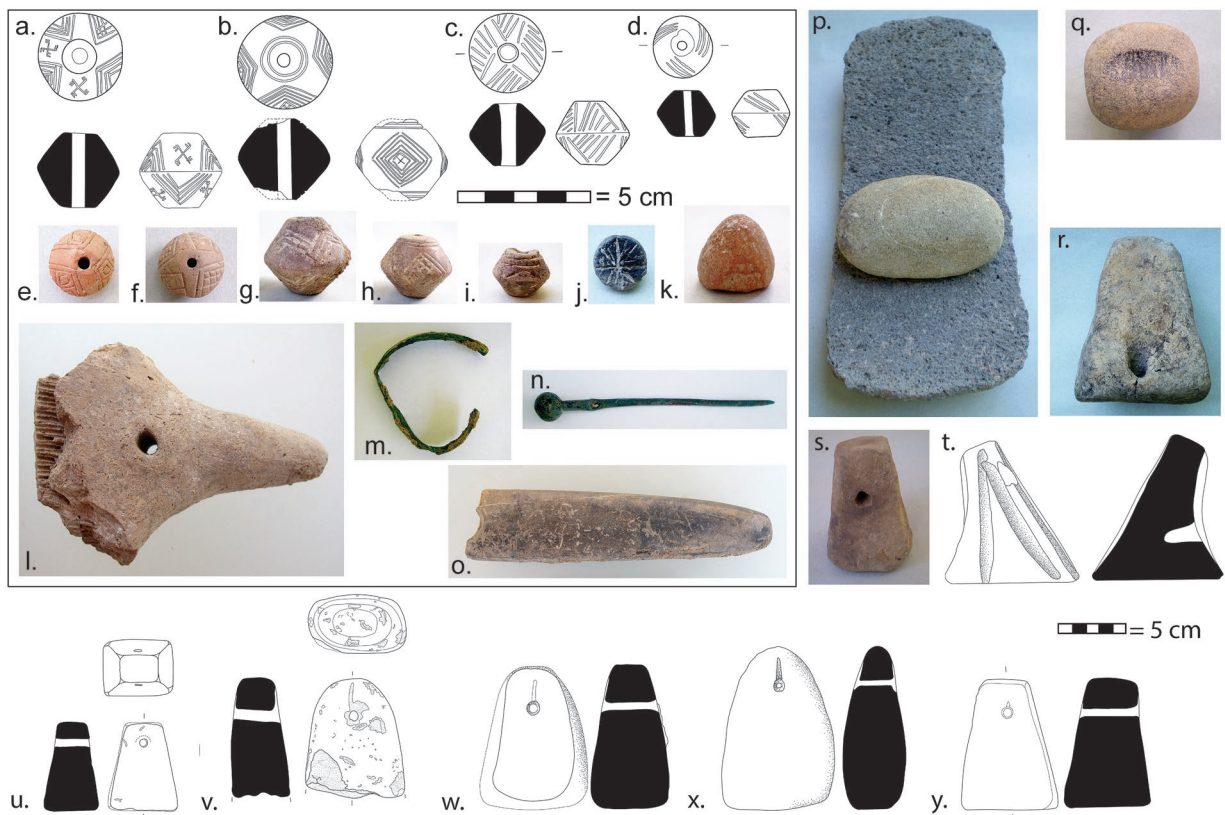 a.
b.
c.
d.
= 5 cm
e.
f.
g.
h.
i.
j.
k.
l.
m.
n.
o.
p.
q.
r.
s.
t.
= 5 cm
u.
v.
w.
x.
y.